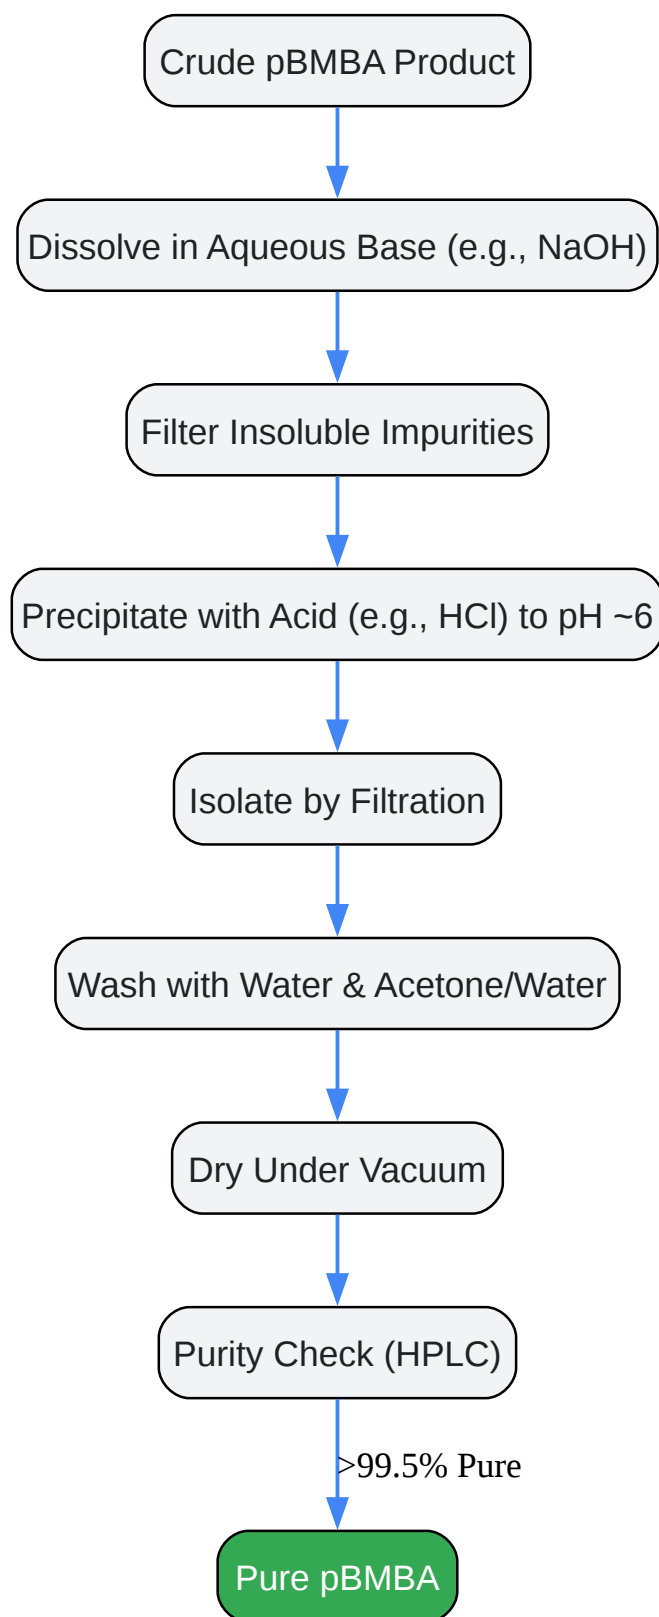 Crude pBMBA Product
Dissolve in Aqueous Base (e.g., NaOH)
Filter Insoluble Impurities
Precipitate with Acid (e.g., HCl) to pH ~6
Isolate by Filtration
Wash with Water & Acetone/Water
Dry Under Vacuum
Purity Check (HPLC)
>99.5% Pure
Pure pBMBA